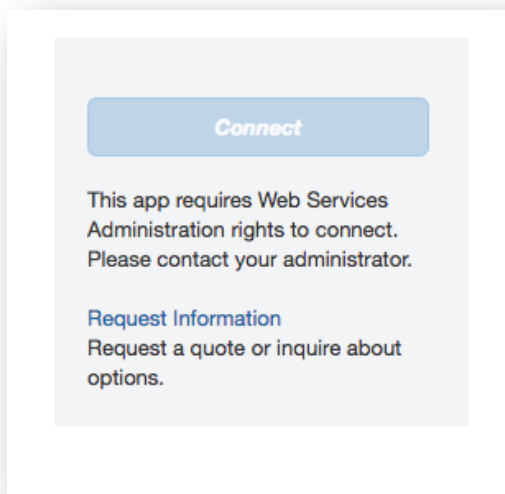 Connect
This app requires Web Services
Administration rights to connect.
Please contact your administrator.
Request Information
Request a quote or inquire about
options.